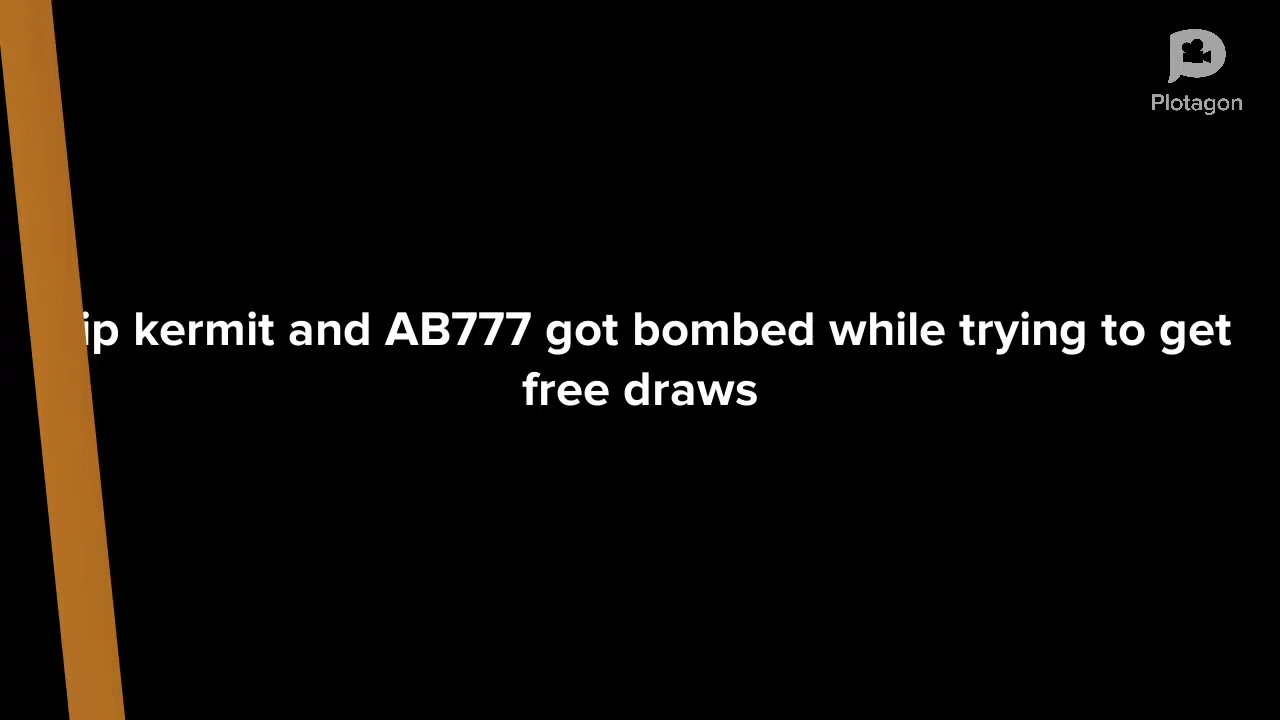 Plotagon
ip kermit and AB777 got bombed while trying to get
free draws